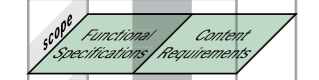 scope
Functional
Specifications
Content
Requirements